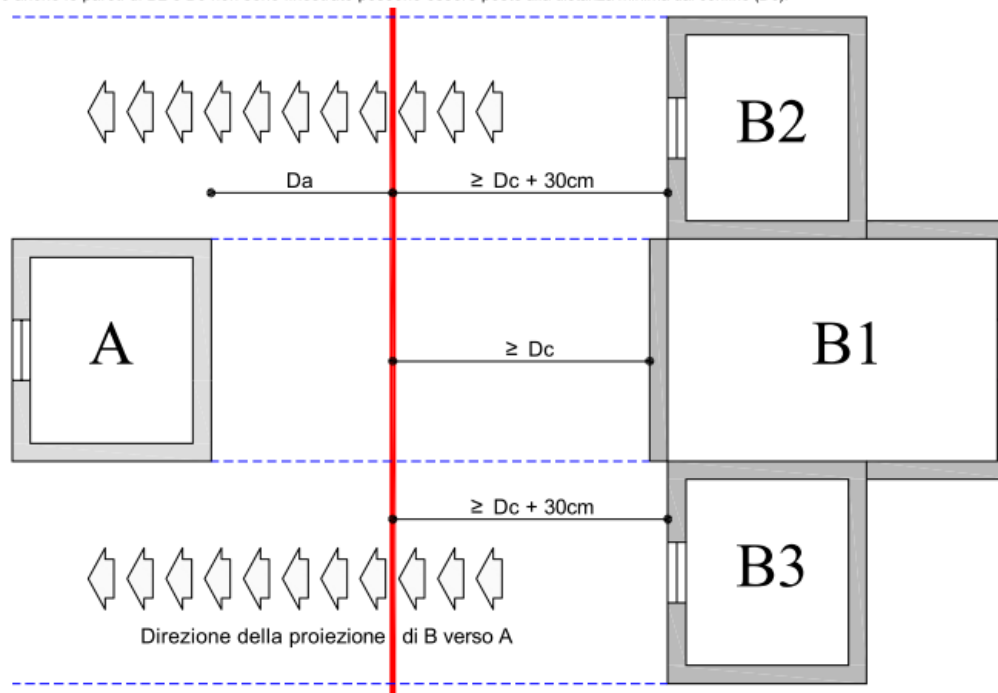 B2
Da
≥ Dc + 30cm
A
≥ Dc
B1
≥ Dc + 30cm
B3
Direzione della proiezione di B verso A